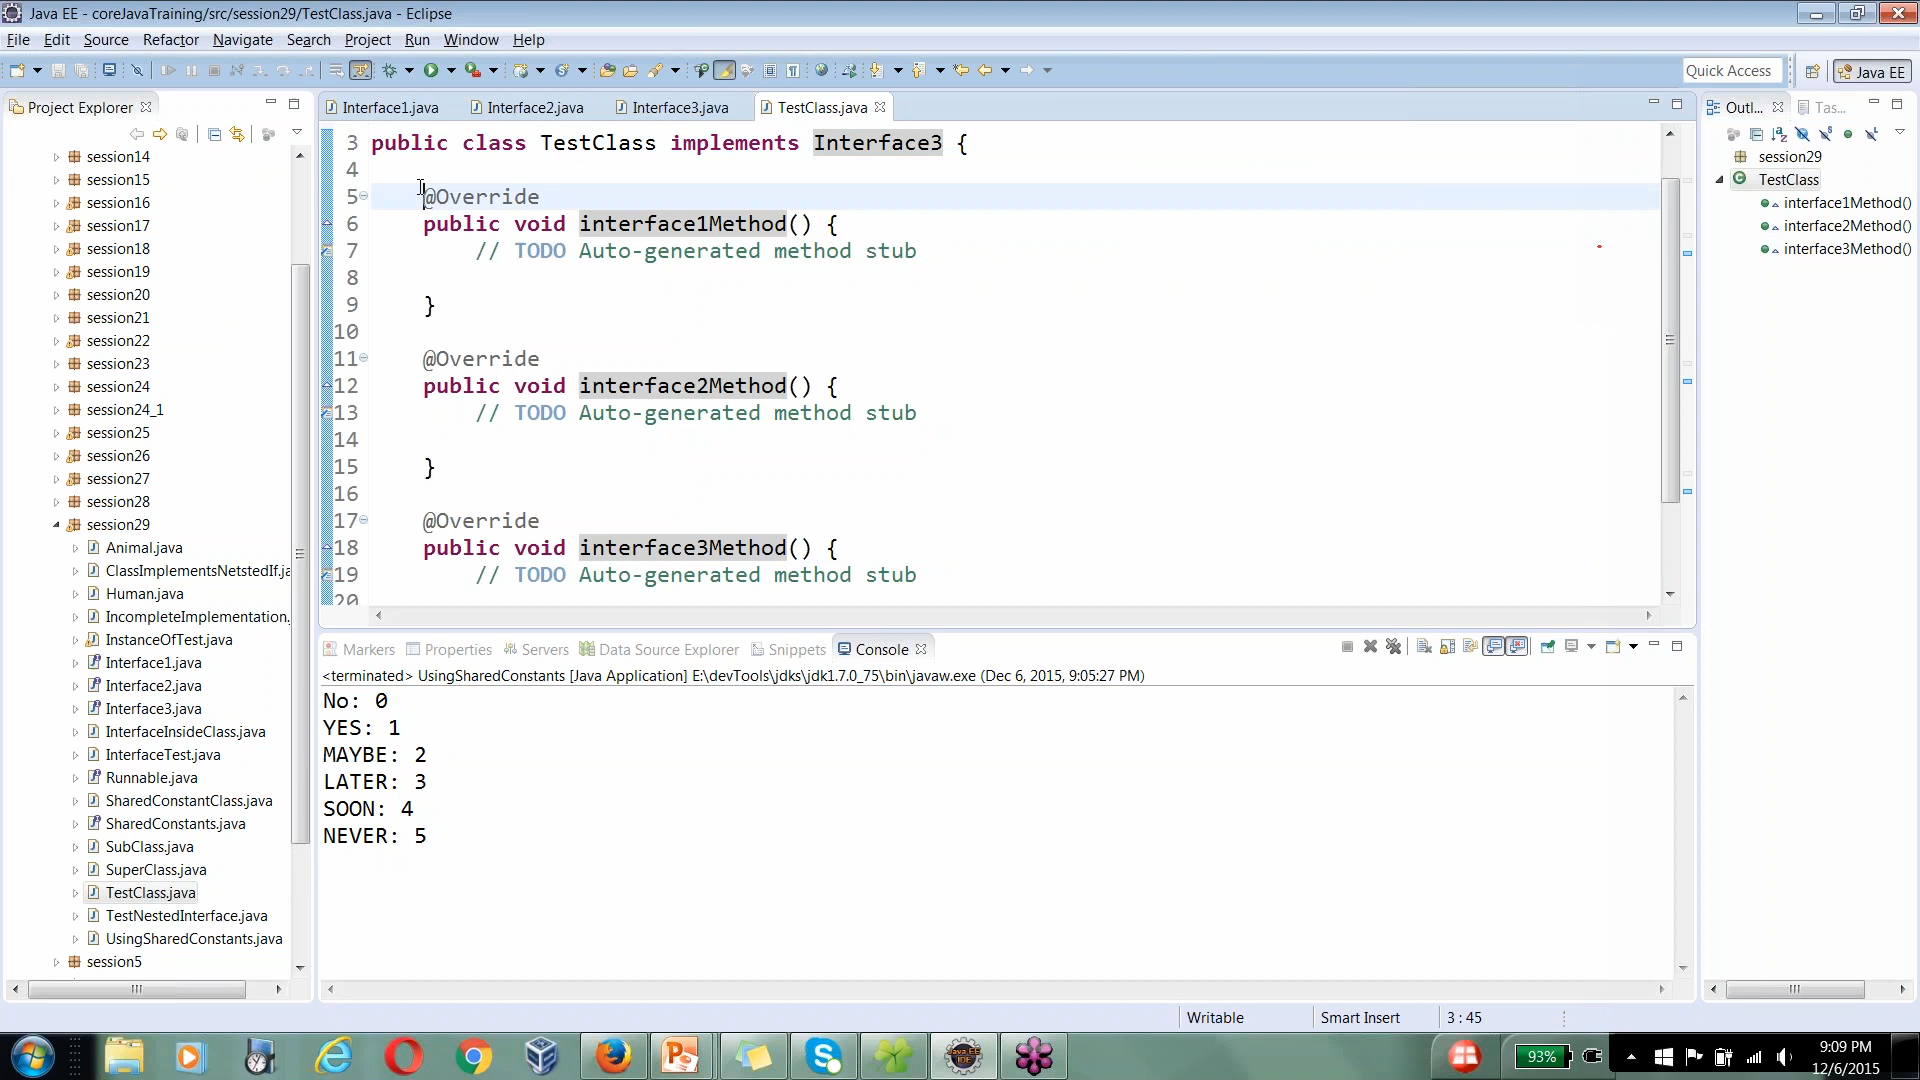 Java EE - coreJavaTraining/src/session29/TestClass.java - Eclipse
File Edit Source Refactor Navigate Search Project Run Window Help
Quick Access Java EE
Project Explorer
session14
session15
session16
session17
session18
session19
session20
session21
session22
session23
session24
session24_1
session25
session26
session27
session28
session29
Animal.java
ClassImplementsNetstedIf.ja
Human.java
IncompleteImplementation.
InstanceOfTest.java
Interface1.java
Interface2.java
Interface3.java
InterfaceInsideClass.java
InterfaceTest.java
Runnable.java
SharedConstantClass.java
SharedConstants.java
SubClass.java
SuperClass.java
TestClass.java
TestNestedInterface.java
UsingSharedConstants.java
session5
Interface1.java Interface2.java Interface3.java TestClass.java
3 public class TestClass implements Interface3 {
4
5 @Override
6 public void interface1Method() {
7 // TODO Auto-generated method stub
8
9 }
10
11 @Override
12 public void interface2Method() {
13 // TODO Auto-generated method stub
14
15 }
16
17 @Override
18 public void interface3Method() {
19 // TODO Auto-generated method stub
20
Markers Properties Servers Data Source Explorer Snippets Console
<terminated> UsingSharedConstants [Java Application] E:\devTools\jdks\jdk1.7.0_75\bin\javaw.exe (Dec 6, 2015, 9:05:27 PM)
No: 0
YES: 1
MAYBE: 2
LATER: 3
SOON: 4
NEVER: 5
Outl... Tas...
session29
TestClass
interface1Method()
interface2Method()
interface3Method()
Writable Smart Insert 3 : 45
93%
9:09 PM
12/6/2015